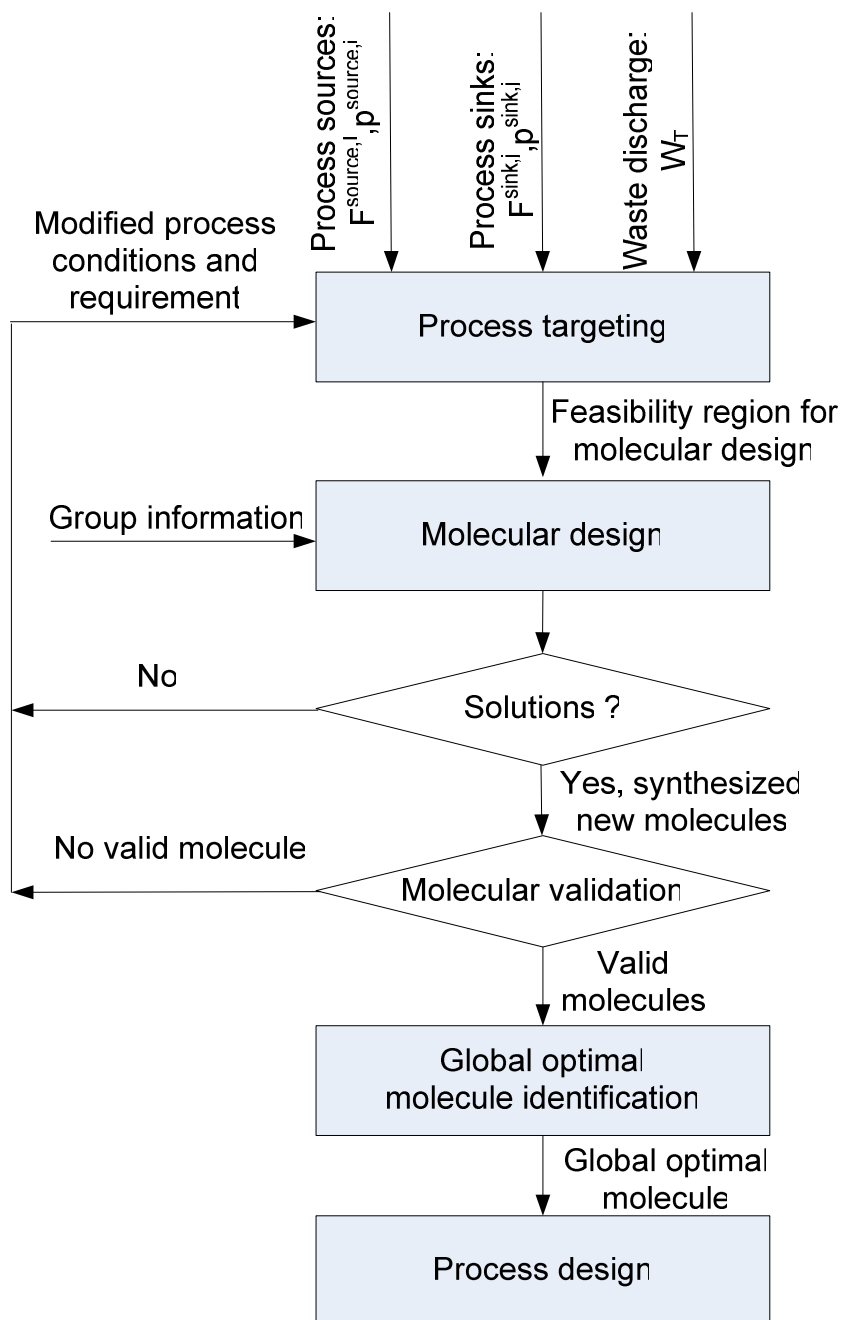 Process sources:
F^source,i,p^source,i
Process sinks:
F^sink,j,p^sink,j
Waste discharge:
W_T
Modified process
conditions and
requirement
Process targeting
Feasibility region for
molecular design
Group information
Molecular design
No
Solutions ?
Yes, synthesized
new molecules
No valid molecule
Molecular validation
Valid
molecules
Global optimal
molecule identification
Global optimal
molecule
Process design